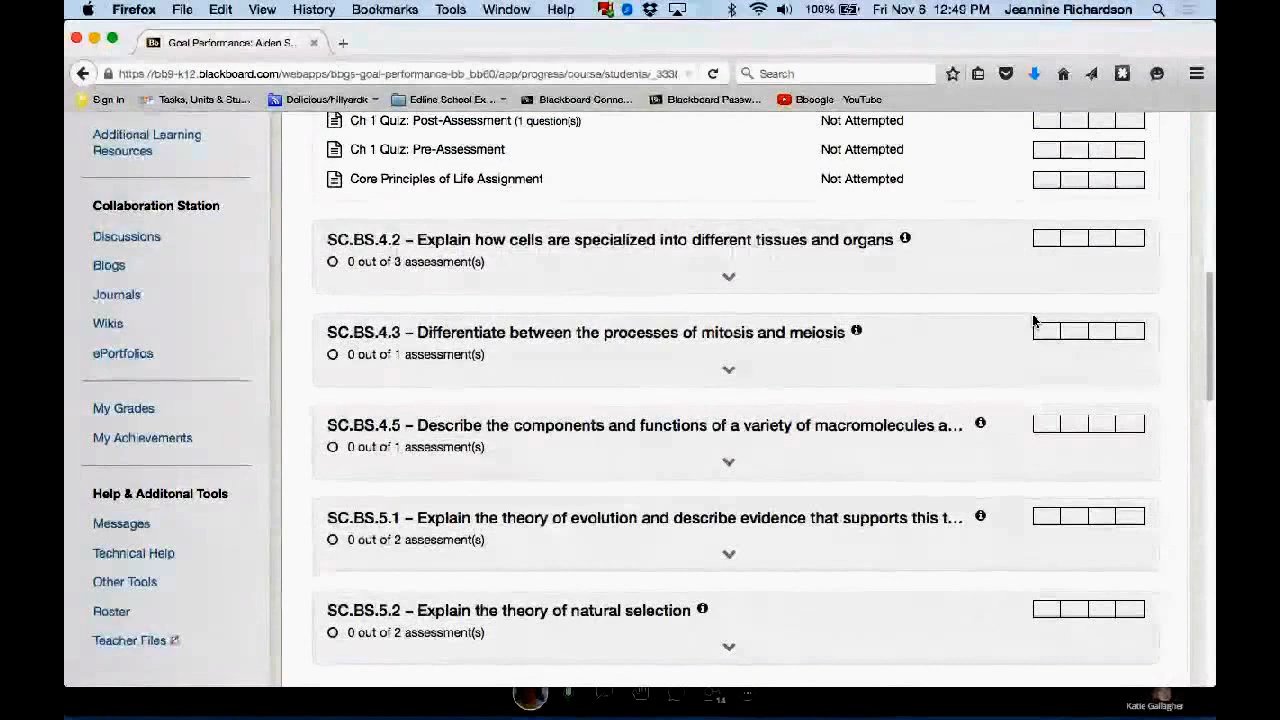 Firefox File Edit View History Bookmarks Tools Window Help 100% Fri Nov 6 12:49 PM Jeannine Richardson
Bb Goal Performance: Aiden S...
https://bb9-k12.blackboard.com/webapps/bbgs-goal-performance-bb_bb60/app/progress/course/students/_333( Search
Sign In Tasks, Units & Stu... Delicious/hillyardk Edline School Ex... Blackboard Conne... Blackboard Passw... Bboogle - YouTube
Additional Learning
Resources
Collaboration Station
Discussions
Blogs
Journals
Wikis
ePortfolios
My Grades
My Achievements
Help & Additonal Tools
Messages
Technical Help
Other Tools
Roster
Teacher Files
Ch 1 Quiz: Post-Assessment (1 question(s)) Not Attempted
Ch 1 Quiz: Pre-Assessment Not Attempted
Core Principles of Life Assignment Not Attempted
SC.BS.4.2 – Explain how cells are specialized into different tissues and organs
0 out of 3 assessment(s)
SC.BS.4.3 – Differentiate between the processes of mitosis and meiosis
0 out of 1 assessment(s)
SC.BS.4.5 – Describe the components and functions of a variety of macromolecules a...
0 out of 1 assessment(s)
SC.BS.5.1 – Explain the theory of evolution and describe evidence that supports this t...
0 out of 2 assessment(s)
SC.BS.5.2 – Explain the theory of natural selection
0 out of 2 assessment(s)
14
Katie Gallagher